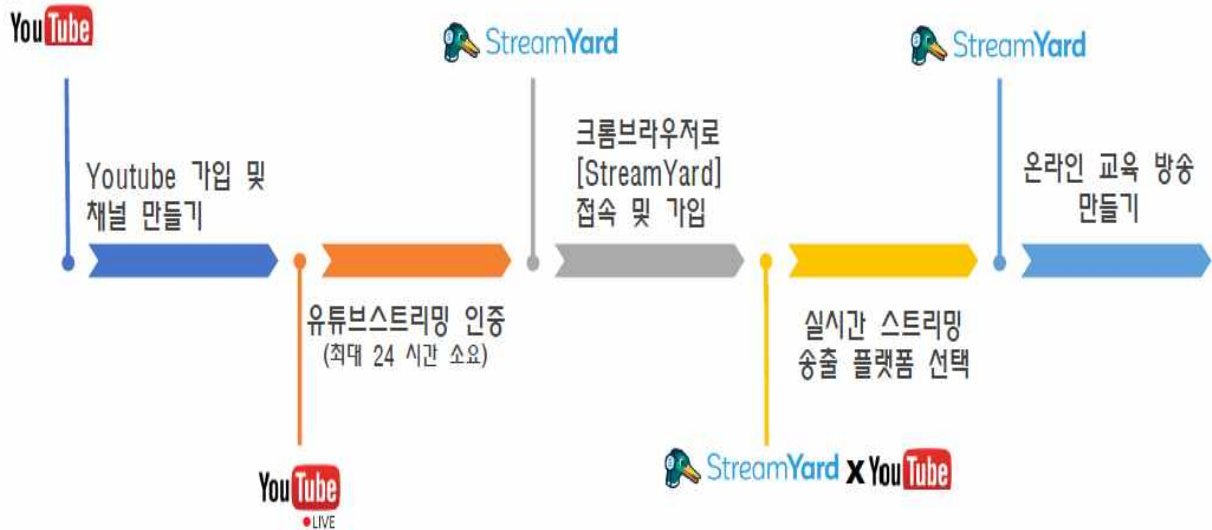 YouTube
Youtube 가입 및
채널 만들기
유튜브스트리밍 인증
(최대 24 시간 소요)
YouTube
LIVE
StreamYard
크롬브라우저로
[StreamYard]
접속 및 가입
실시간 스트리밍
송출 플랫폼 선택
StreamYard X YouTube
StreamYard
온라인 교육 방송
만들기